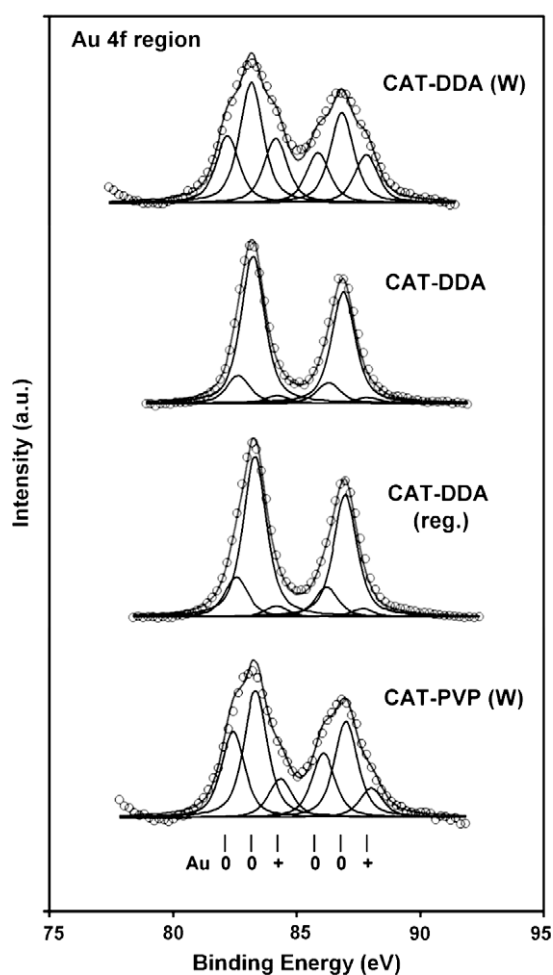 Au 4f region
CAT-DDA (W)
CAT-DDA
CAT-DDA
(reg.)
CAT-PVP (W)
Intensity (a.u.)
Au 0 0 + 0 0 +
75 80 85 90 95
Binding Energy (eV)